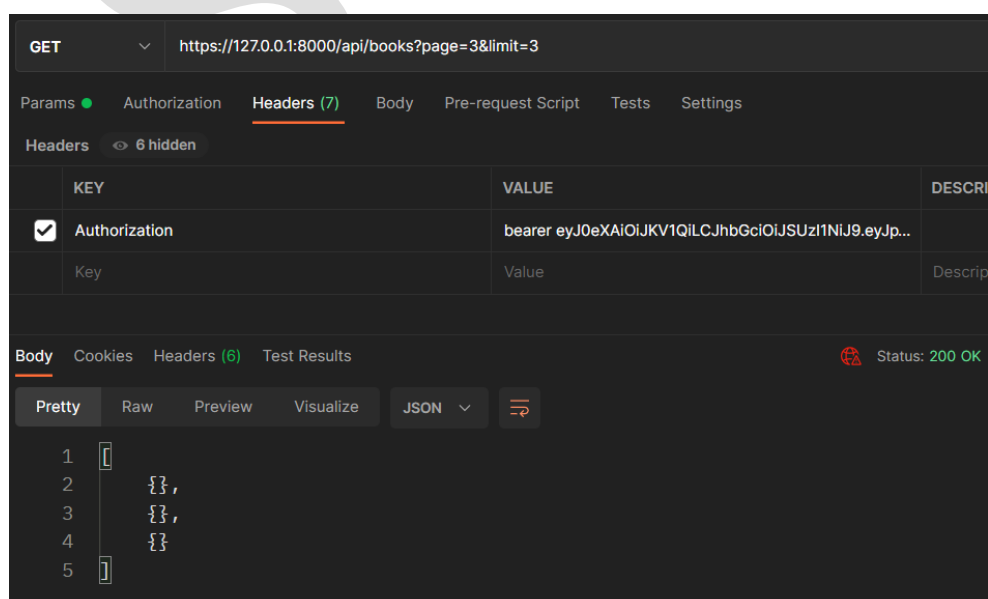 GET https://127.0.0.1:8000/api/books?page=3&limit=3
Params Authorization Headers (7) Body Pre-request Script Tests Settings
Headers 6 hidden
KEY VALUE DESCRI
Authorization bearer eyJ0eXAiOiJKV1QiLCJhbGciOiJSUzI1NiJ9.eyJp...
Key Value Descrip
Body Cookies Headers (6) Test Results Status: 200 OK
Pretty Raw Preview Visualize JSON
1 [
2 {},
3 {},
4 {}
5 ]